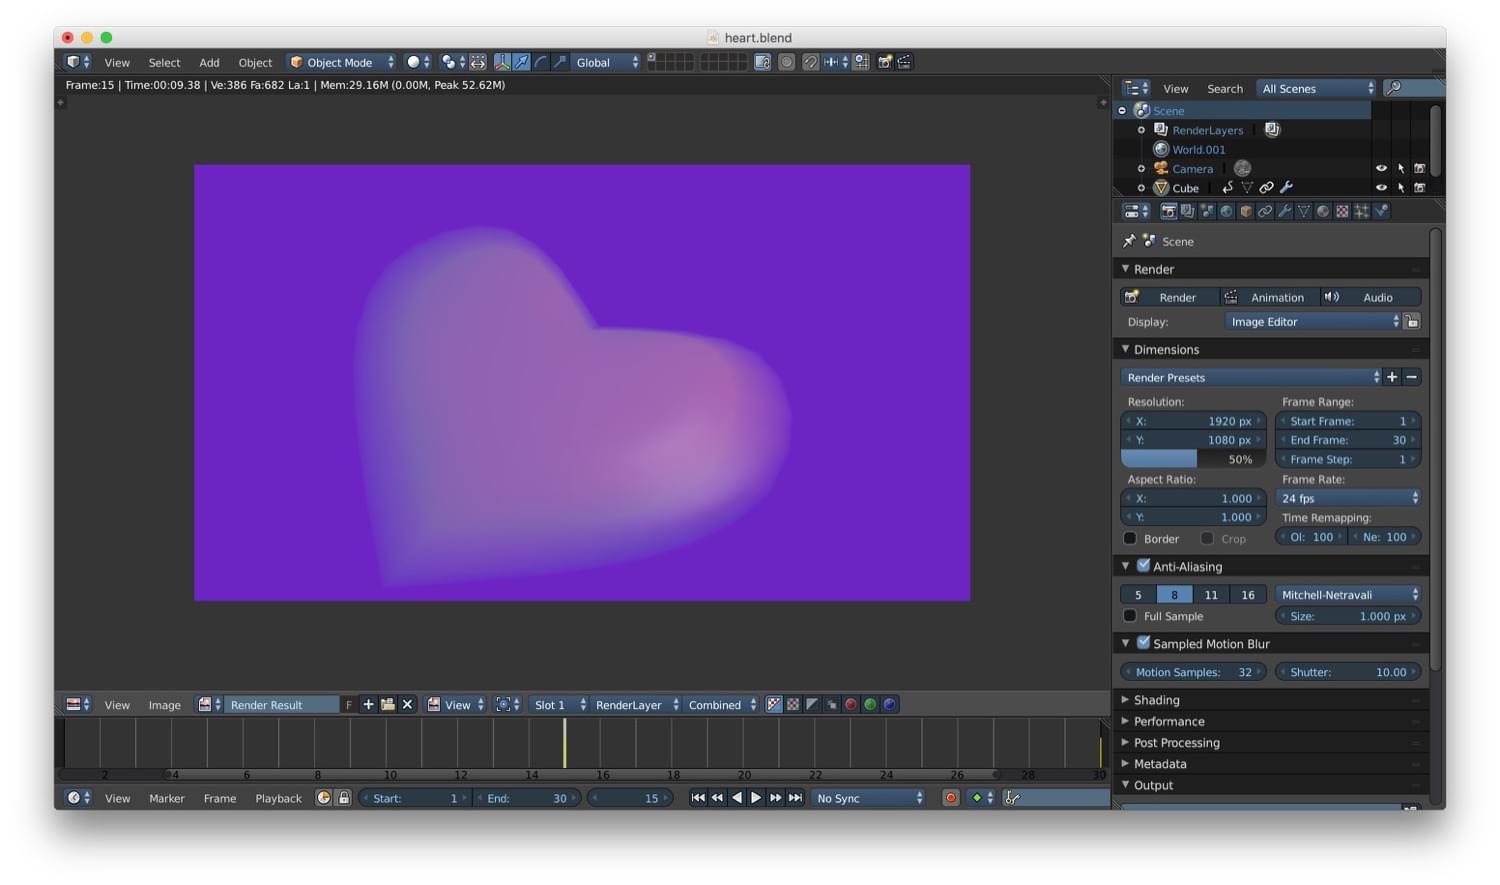 heart.blend
View Select Add Object Object Mode Global
Frame:15 | Time:00:09.38 | Ve:386 Fa:682 La:1 | Mem:29.16M (0.00M, Peak 52.62M)
View Search All Scenes
Scene
RenderLayers
World.001
Camera
Cube
Scene
Render
Render Animation Audio
Display: Image Editor
Dimensions
Render Presets
Resolution: Frame Range:
X: 1920 px Start Frame: 1
Y: 1080 px End Frame: 30
50% Frame Step: 1
Aspect Ratio: Frame Rate:
X: 1.000 24 fps
Y: 1.000 Time Remapping:
Border Crop Ol: 100 Ne: 100
Anti-Aliasing
5 8 11 16 Mitchell-Netravali
Full Sample Size: 1.000 px
Sampled Motion Blur
Motion Samples: 32 Shutter: 10.00
Shading
Performance
Post Processing
Metadata
Output
View Image Render Result F View Slot 1 RenderLayer Combined
2 4 6 8 10 12 14 16 18 20 22 24 26 28 30
View Marker Frame Playback Start: 1 End: 30 15 No Sync